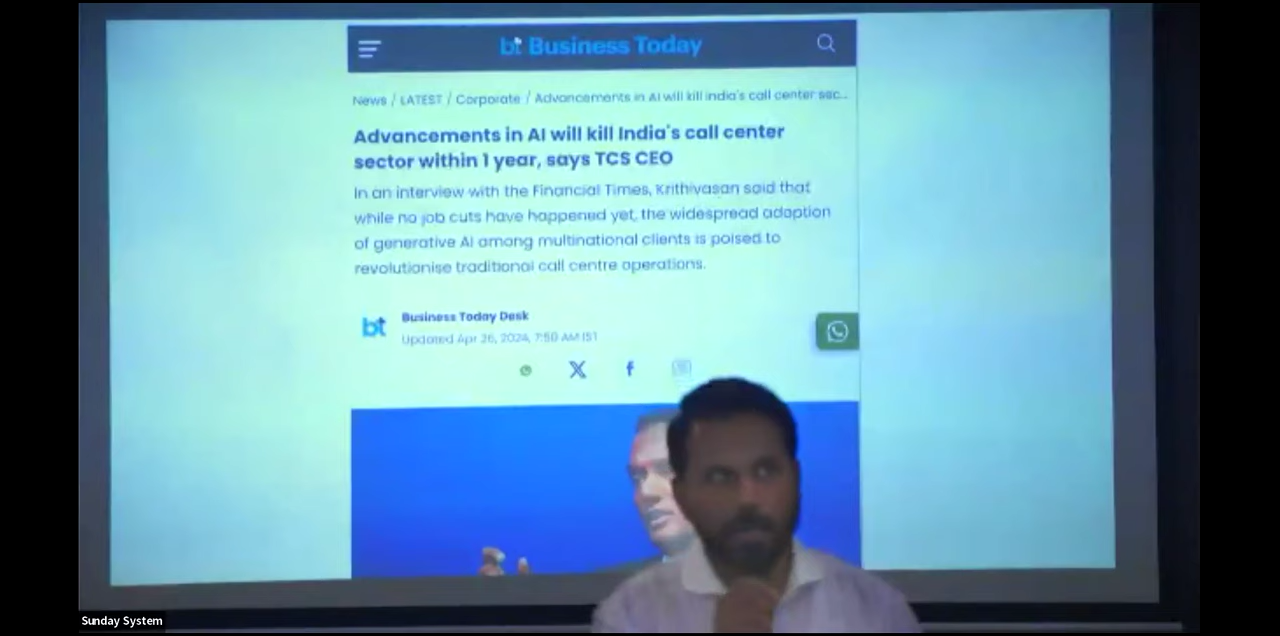 bt Business Today
News / LATEST / Corporate / Advancements in AI will kill India's call center sec...
Advancements in AI will kill India's call center
sector within 1 year, says TCS CEO
In an interview with the Financial Times, Krithivasan said that
while no job cuts have happened yet, the widespread adoption
of generative AI among multinational clients is poised to
revolutionise traditional call centre operations.
bt
Business Today Desk
Updated Apr 26, 2024, 7:50 AM IST
X f
Sunday System